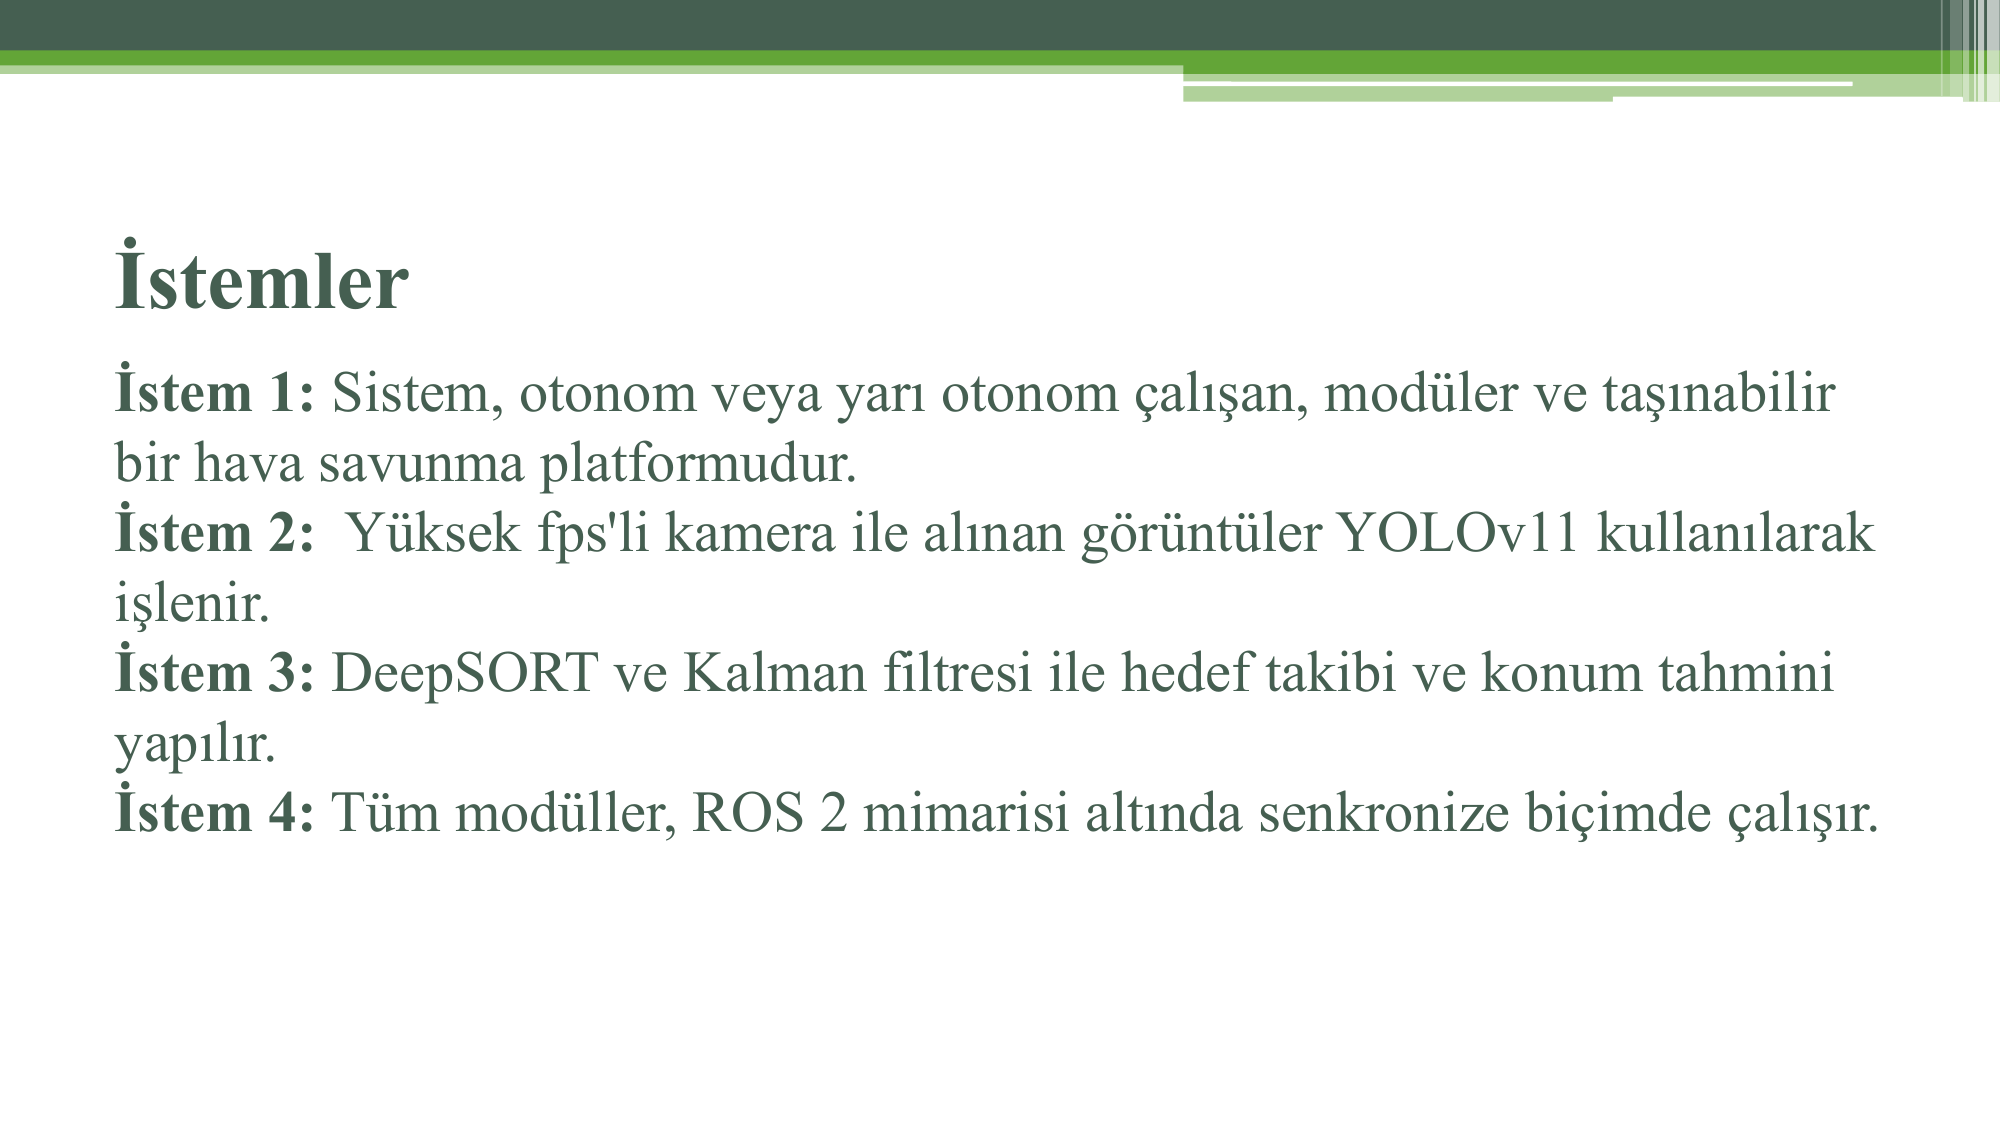 İstemler
İstem 1: Sistem, otonom veya yarı otonom çalışan, modüler ve taşınabilir
bir hava savunma platformudur.
İstem 2:  Yüksek fps'li kamera ile alınan görüntüler YOLOv11 kullanılarak
işlenir.
İstem 3: DeepSORT ve Kalman filtresi ile hedef takibi ve konum tahmini
yapılır.
İstem 4: Tüm modüller, ROS 2 mimarisi altında senkronize biçimde çalışır.